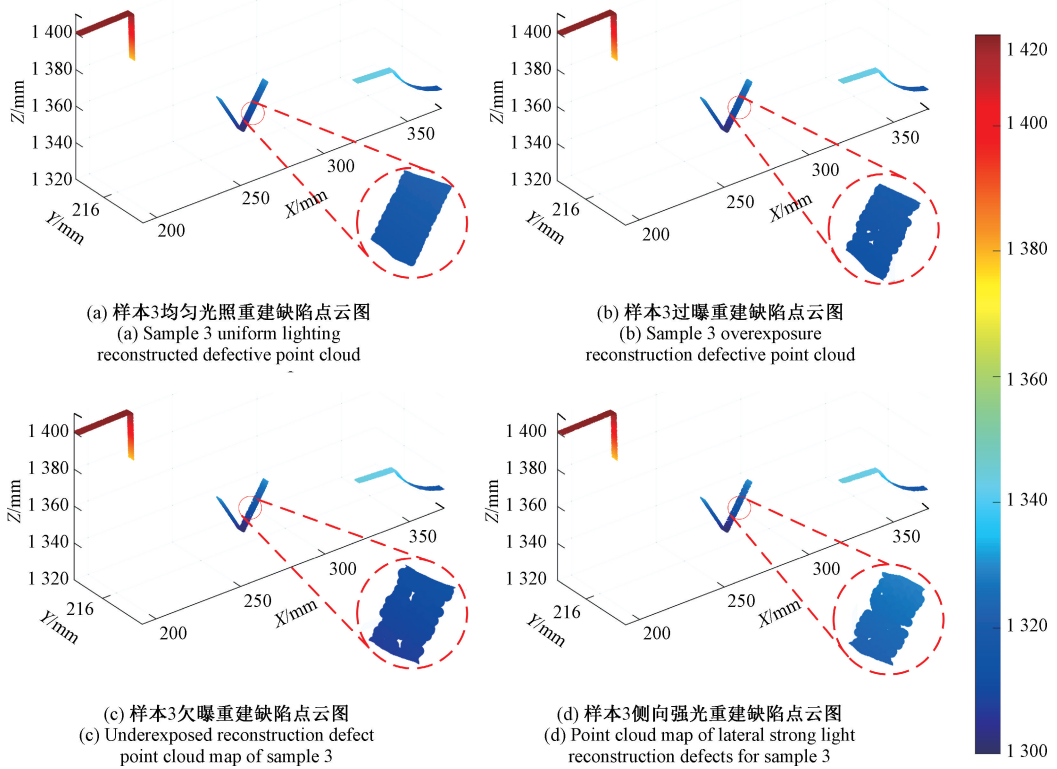 1 400
1 380
1 360
1 340
1 320
Z/mm
216
Y/mm
200
250
300
350
X/mm
(a) 样本3均匀光照重建缺陷点云图
(a) Sample 3 uniform lighting
reconstructed defective point cloud
1 400
1 380
1 360
1 340
1 320
Z/mm
216
Y/mm
200
250
300
350
X/mm
(b) 样本3过曝重建缺陷点云图
(b) Sample 3 overexposure
reconstruction defective point cloud
1 400
1 380
1 360
1 340
1 320
Z/mm
216
Y/mm
200
250
300
350
X/mm
(c) 样本3欠曝重建缺陷点云图
(c) Underexposed reconstruction defect
point cloud map of sample 3
1 400
1 380
1 360
1 340
1 320
Z/mm
216
Y/mm
200
250
300
350
X/mm
(d) 样本3侧向强光重建缺陷点云图
(d) Point cloud map of lateral strong light
reconstruction defects for sample 3
1 420
1 400
1 380
1 360
1 340
1 320
1 300